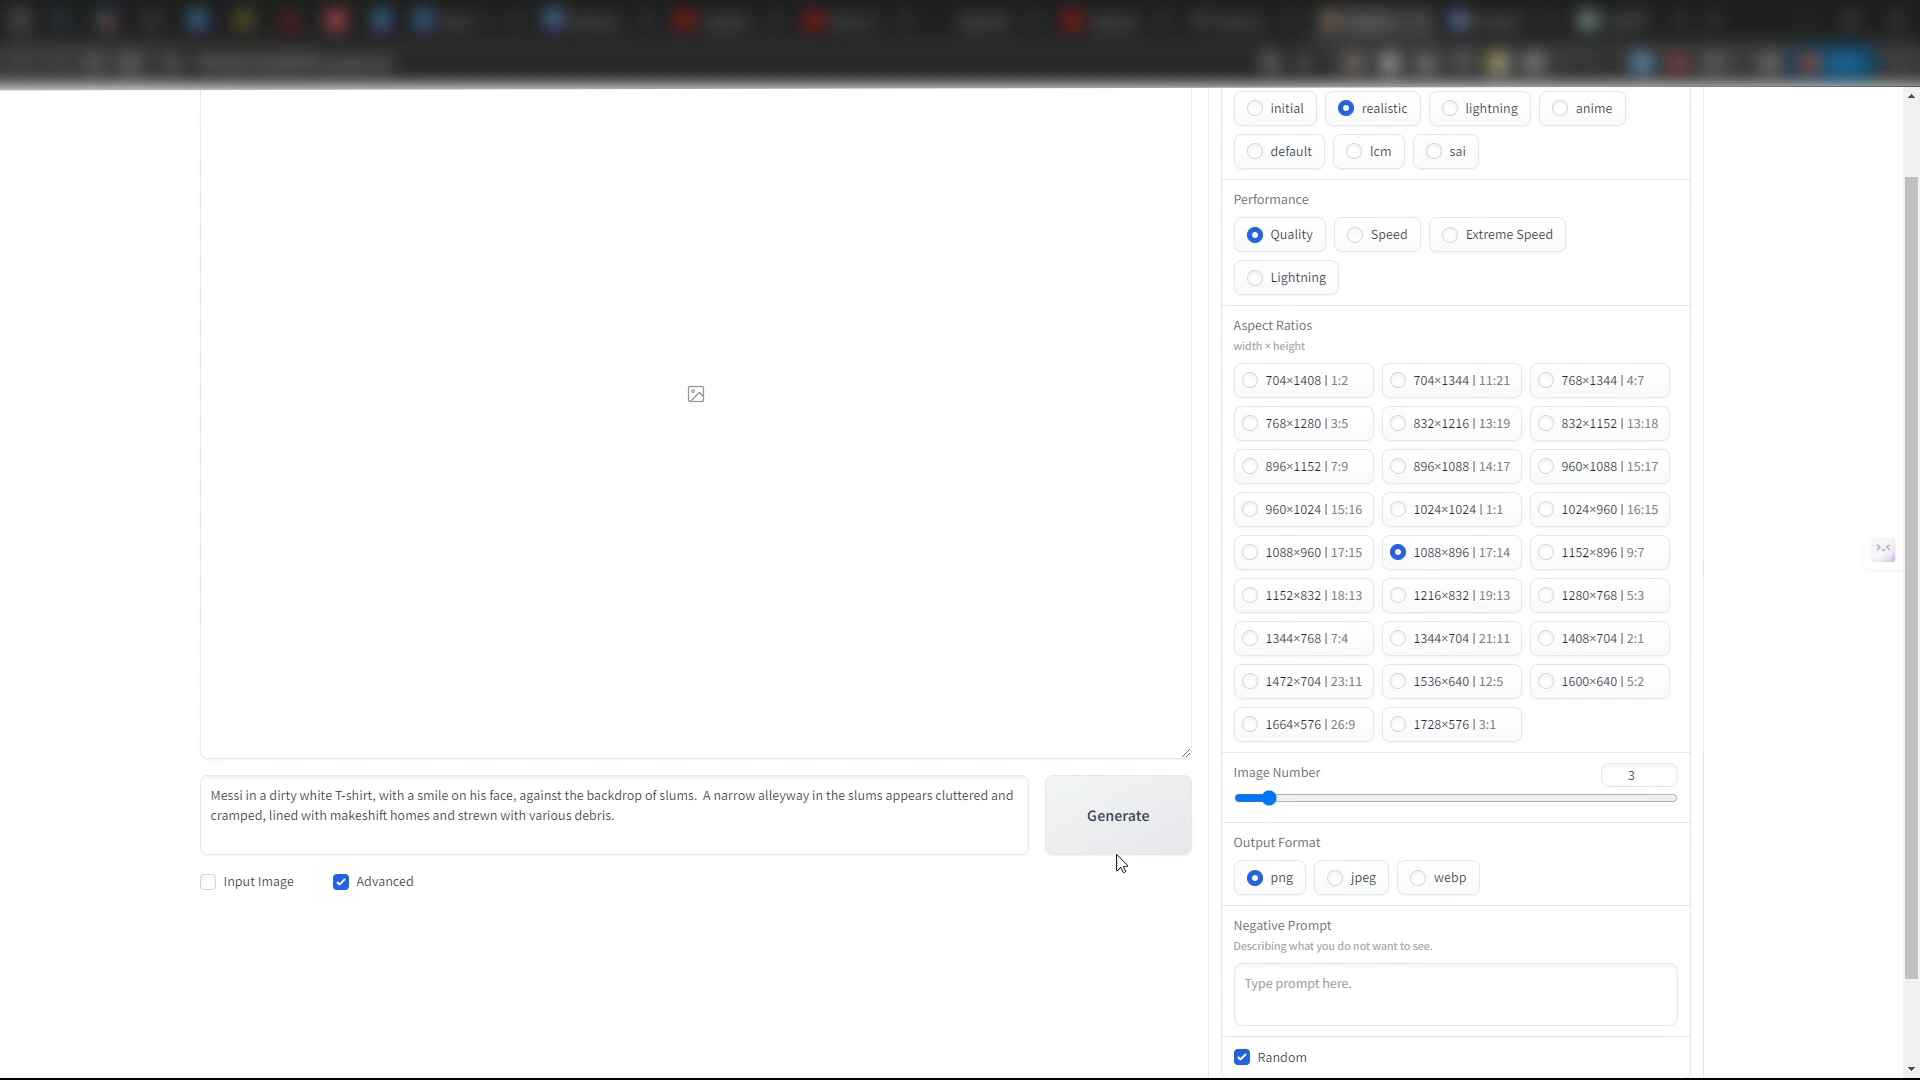 initial
realistic
lightning
anime
default
lcm
sai
Performance
Quality
Speed
Extreme Speed
Lightning
Aspect Ratios
width × height
704×1408 | 1:2
704×1344 | 11:21
768×1344 | 4:7
768×1280 | 3:5
832×1216 | 13:19
832×1152 | 13:18
896×1152 | 7:9
896×1088 | 14:17
960×1088 | 15:17
960×1024 | 15:16
1024×1024 | 1:1
1024×960 | 16:15
1088×960 | 17:15
1088×896 | 17:14
1152×896 | 9:7
1152×832 | 18:13
1216×832 | 19:13
1280×768 | 5:3
1344×768 | 7:4
1344×704 | 21:11
1408×704 | 2:1
1472×704 | 23:11
1536×640 | 12:5
1600×640 | 5:2
1664×576 | 26:9
1728×576 | 3:1
Image Number
3
Messi in a dirty white T-shirt, with a smile on his face, against the backdrop of slums.  A narrow alleyway in the slums appears cluttered and
cramped, lined with makeshift homes and strewn with various debris.
Generate
Input Image
Advanced
Output Format
png
jpeg
webp
Negative Prompt
Describing what you do not want to see.
Type prompt here.
Random